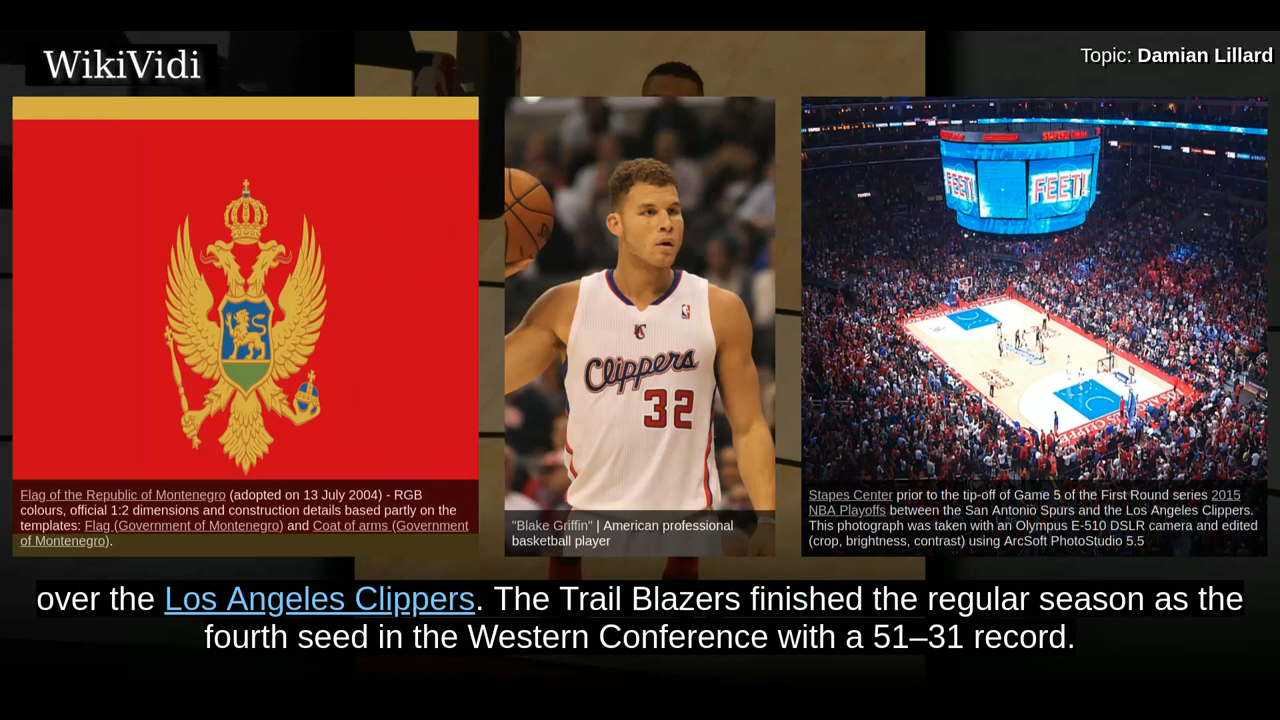 WikiVidi
Topic: Damian Lillard
FEET!
FEET!
Clippers
32
Flag of the Republic of Montenegro (adopted on 13 July 2004) - RGB
colours, official 1:2 dimensions and construction details based partly on the
templates: Flag (Government of Montenegro) and Coat of arms (Government
of Montenegro).
"Blake Griffin" | American professional
basketball player
Stapes Center prior to the tip-off of Game 5 of the First Round series 2015
NBA Playoffs between the San Antonio Spurs and the Los Angeles Clippers.
This photograph was taken with an Olympus E-510 DSLR camera and edited
(crop, brightness, contrast) using ArcSoft PhotoStudio 5.5
over the Los Angeles Clippers. The Trail Blazers finished the regular season as the
fourth seed in the Western Conference with a 51–31 record.